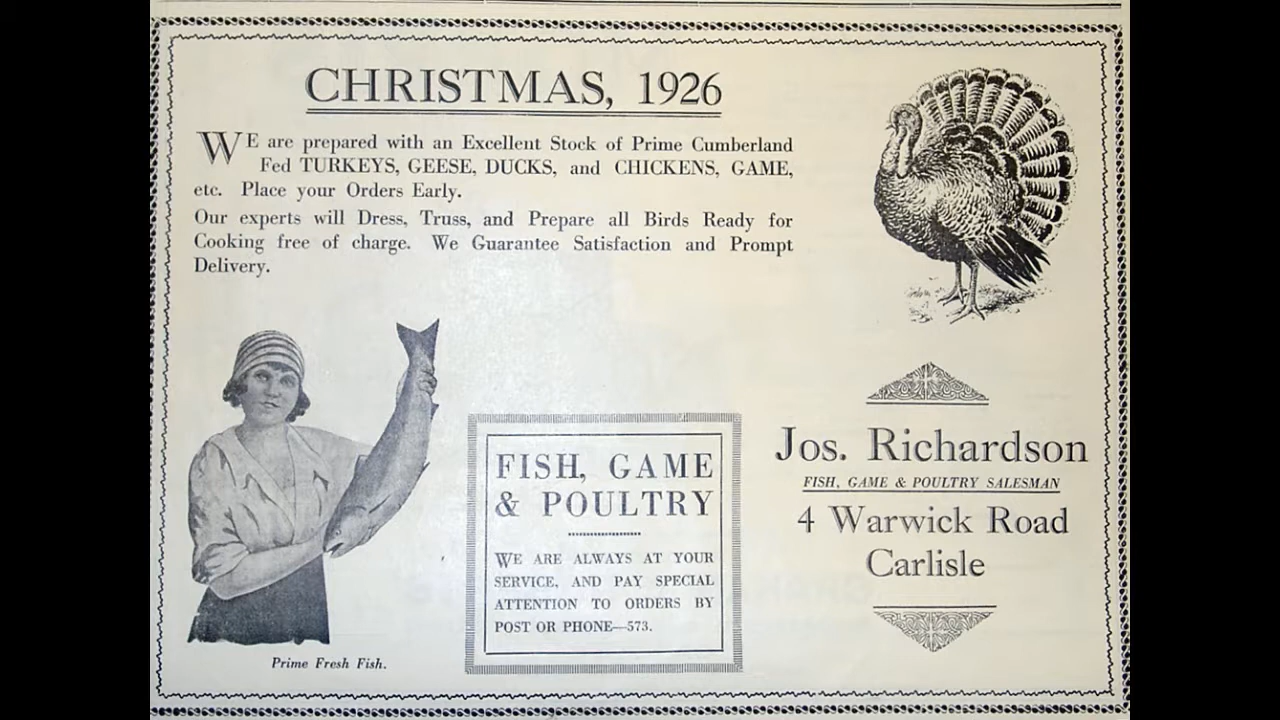 CHRISTMAS, 1926
WE are prepared with an Excellent Stock of Prime Cumberland
Fed TURKEYS, GEESE, DUCKS, and CHICKENS, GAME,
etc. Place your Orders Early.
Our experts will Dress, Truss, and Prepare all Birds Ready for
Cooking free of charge. We Guarantee Satisfaction and Prompt
Delivery.
Prime Fresh Fish.
FISH, GAME
& POULTRY
WE ARE ALWAYS AT YOUR
SERVICE, AND PAY SPECIAL
ATTENTION TO ORDERS BY
POST OR PHONE—573.
Jos. Richardson
FISH, GAME & POULTRY SALESMAN
4 Warwick Road
Carlisle